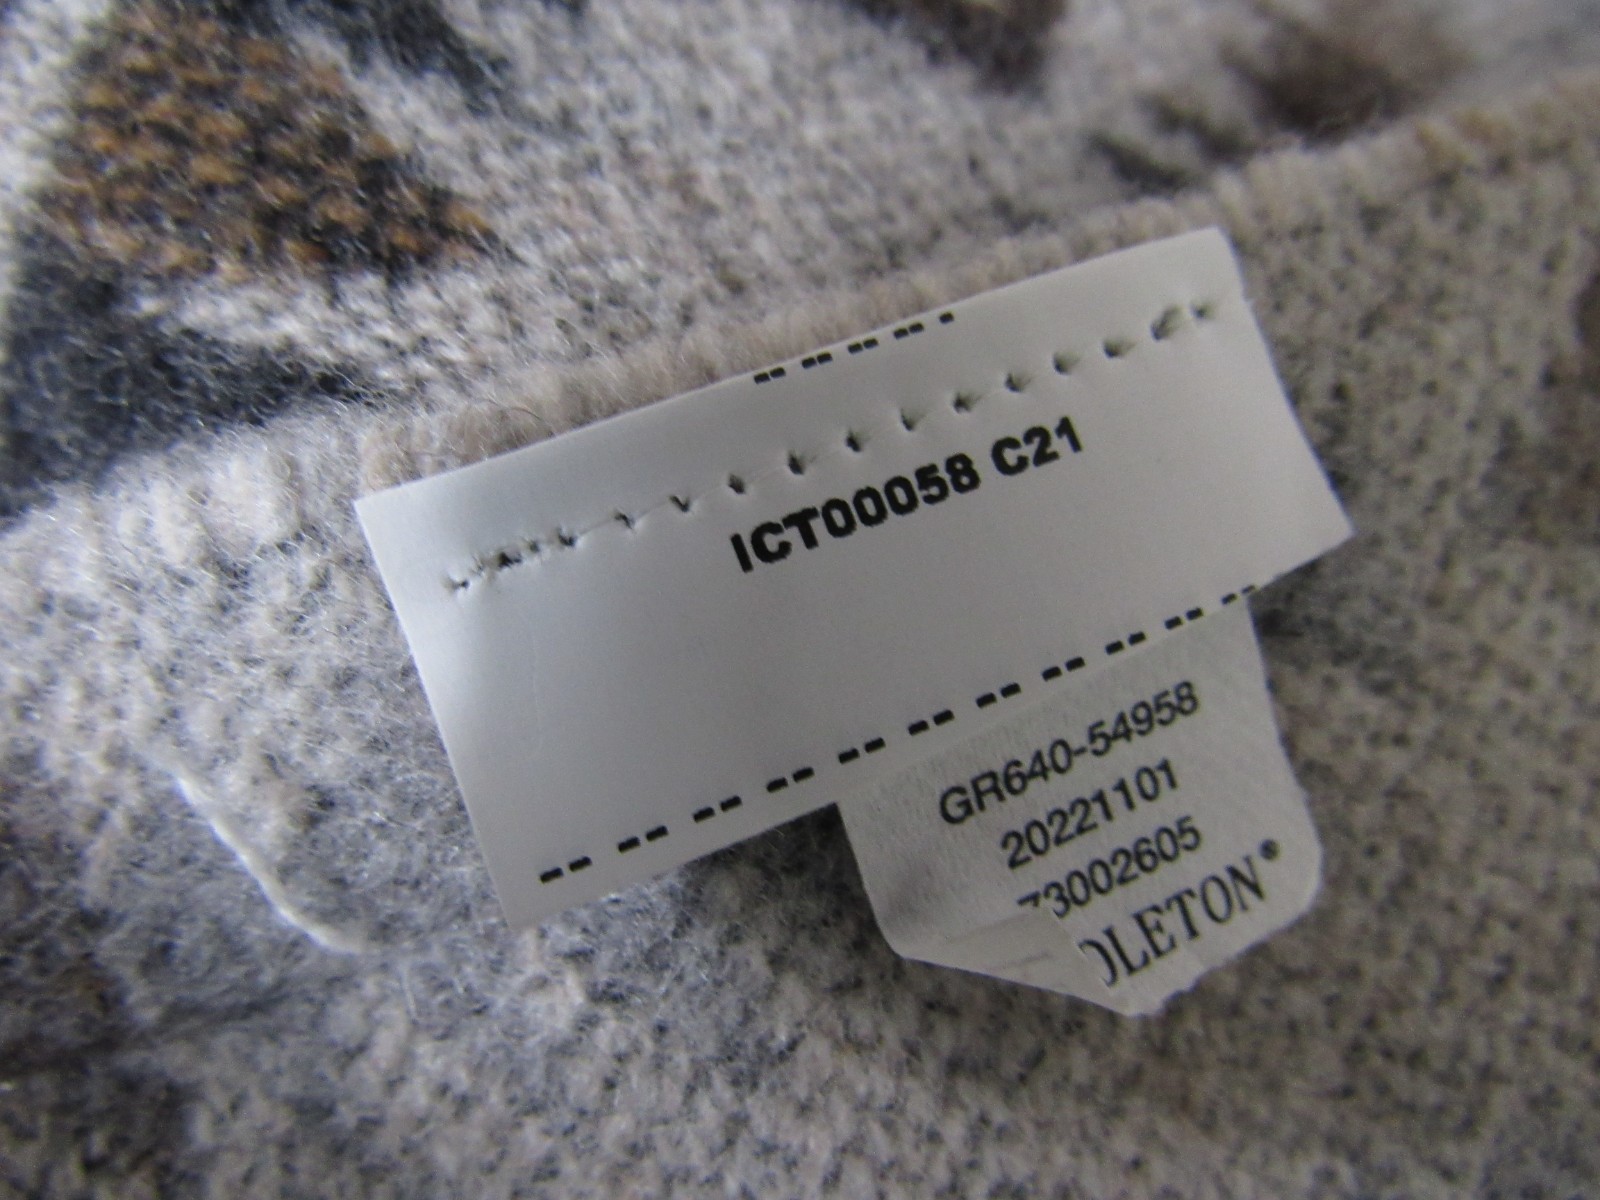 ICT00058 C21
GR640-54958
20221101
73002605
DLETON®